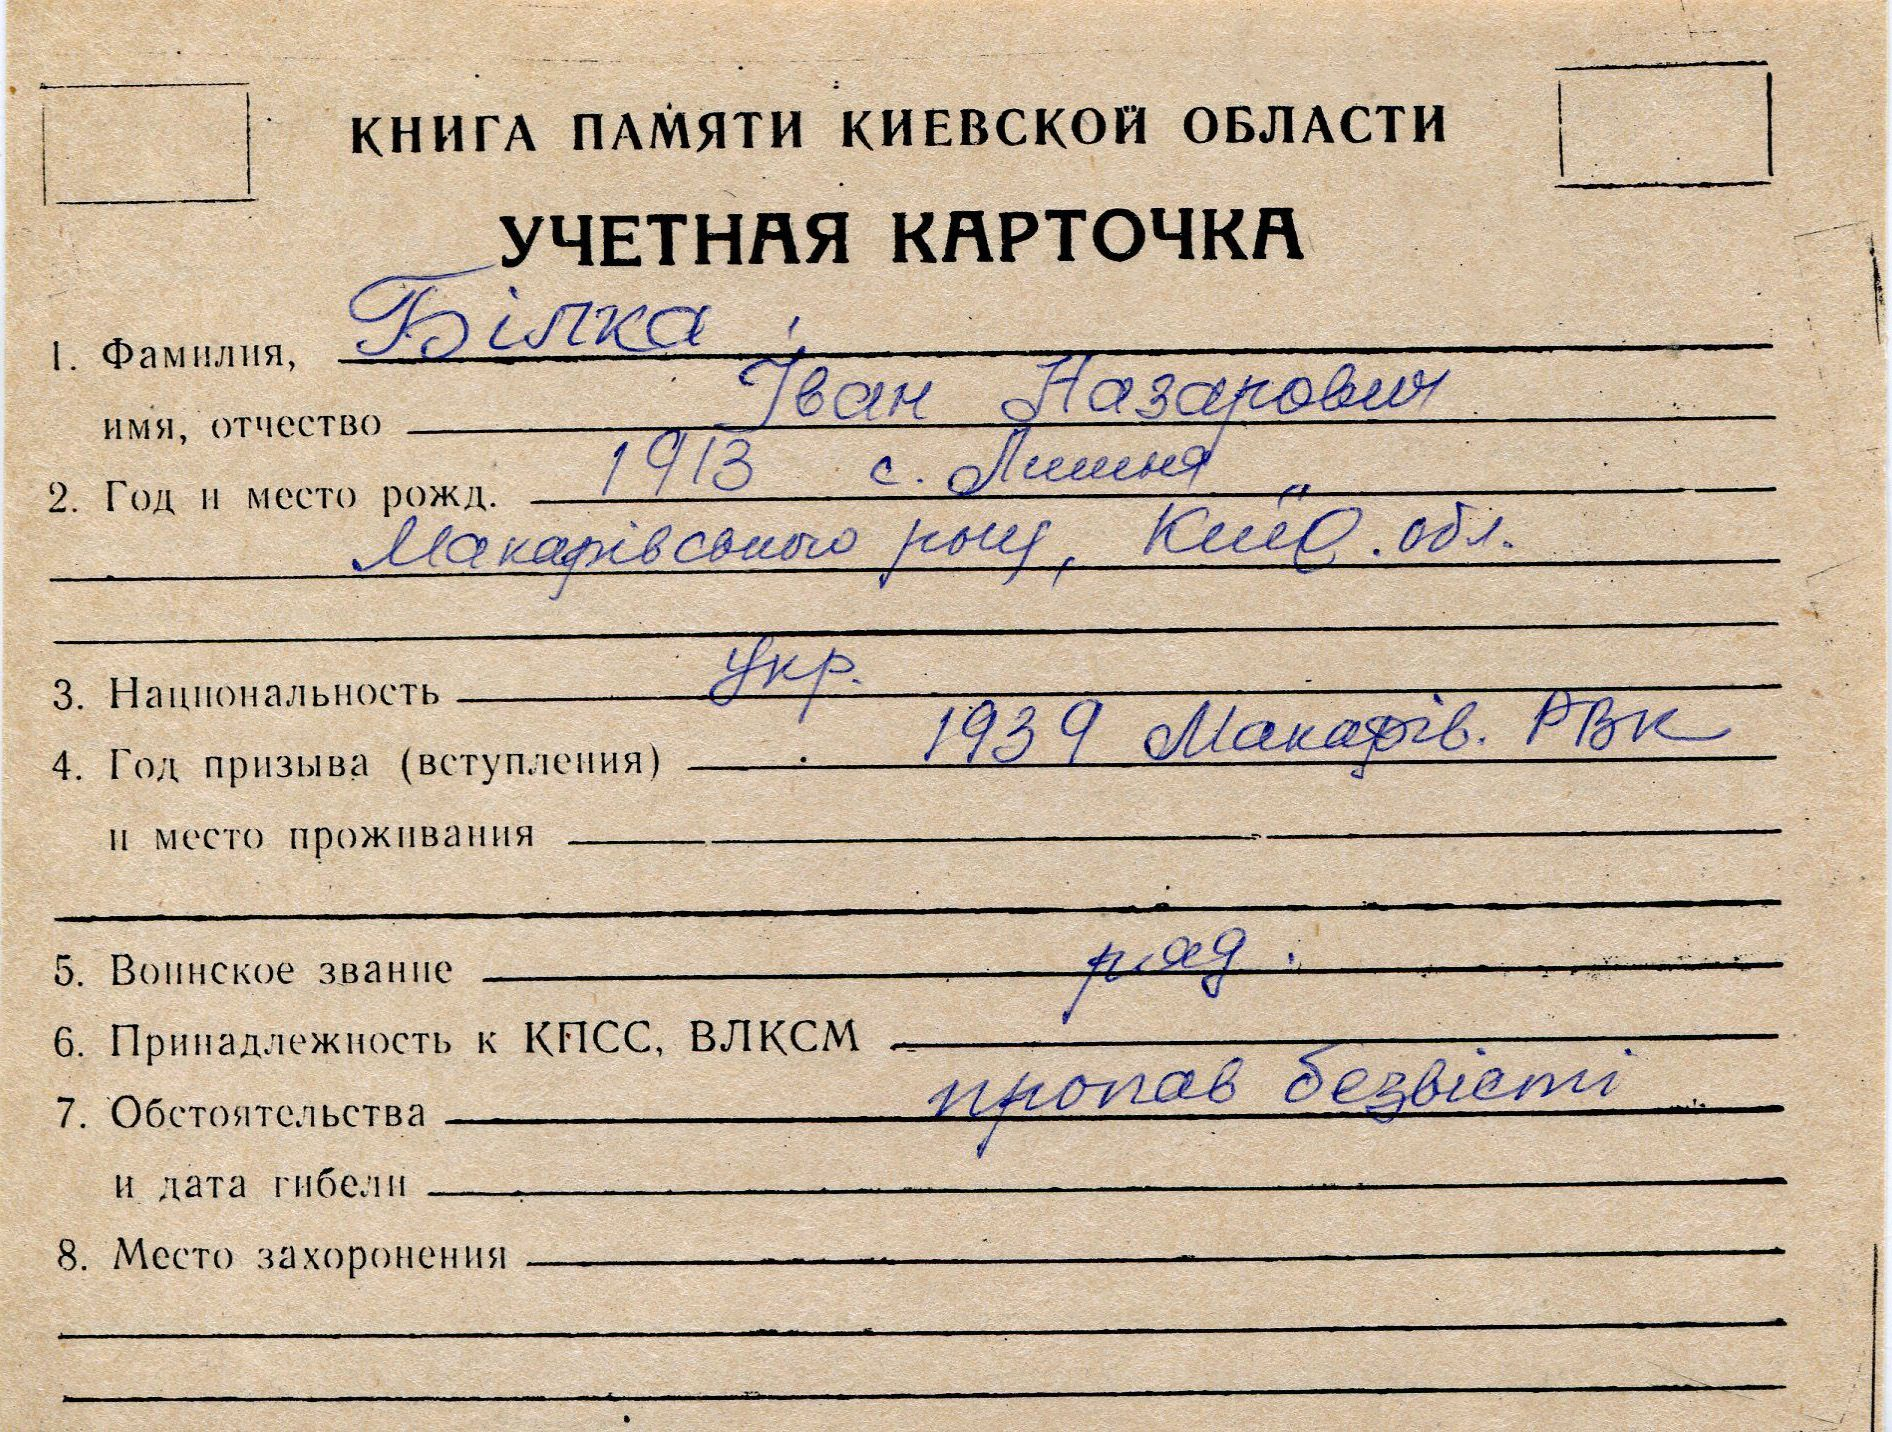 КНИГА ПАМЯТИ КИЕВСКОЙ ОБЛАСТИ
УЧЕТНАЯ КАРТОЧКА
1. Фамилия, Білка
имя, отчество Іван Назарович
2. Год и место рожд. 1913 с. Липня
Макарівського р-ну, Київ. обл.
3. Национальность укр.
4. Год призыва (вступления) 1939 Макарів. РВК
и место проживания
5. Воинское звание ряд.
6. Принадлежность к КПСС, ВЛКСМ
7. Обстоятельства пропав безвісті
и дата гибели
8. Место захоронения